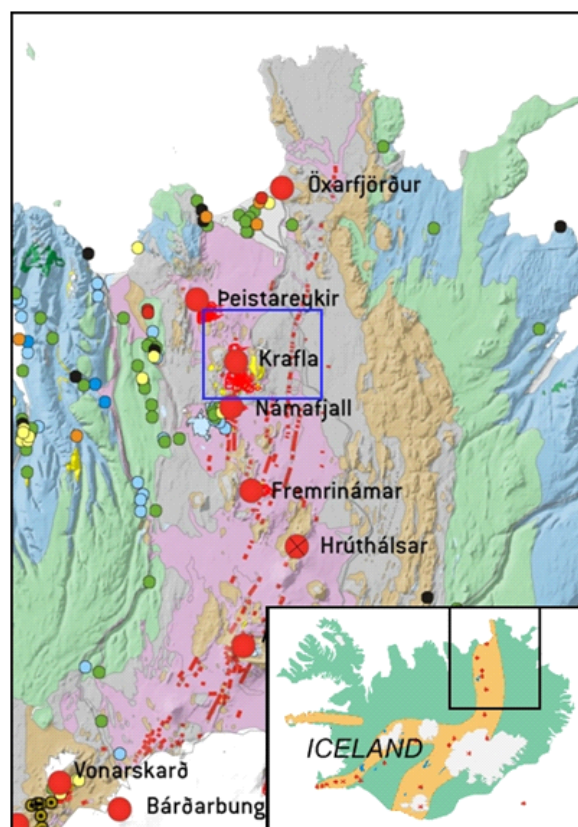 Öxarfjörður
Þeistareykir
Krafla
Námafjall
Fremrinámar
Hrúthálsar
ICELAND
Vonarskarð
Bárðarbung